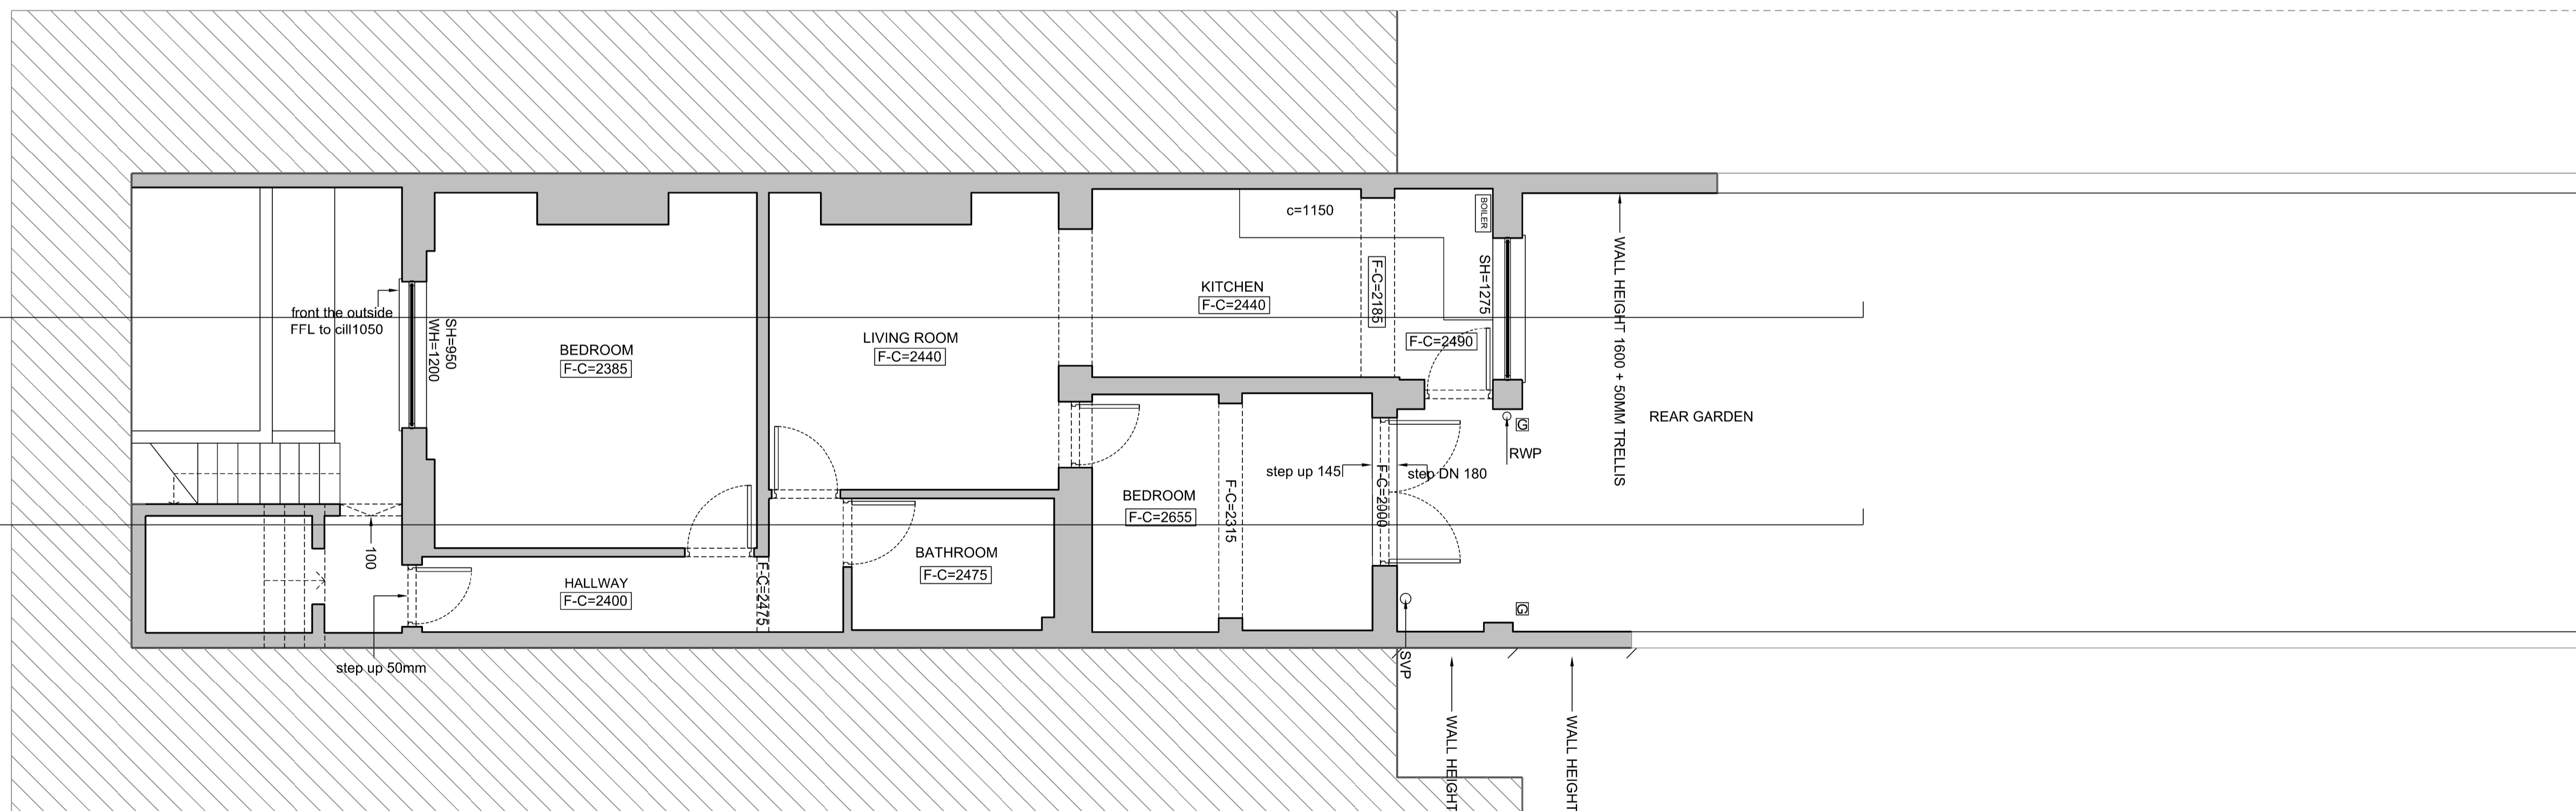 c=1150
BOILER
KITCHEN
F-C=2440
F-C=2185
SH=1275
F-C=2490
front the outside
FFL to cill1050
SH=950
WH=1200
BEDROOM
F-C=2385
LIVING ROOM
F-C=2440
WALL HEIGHT 1600 + 50MM TRELLIS
REAR GARDEN
G
RWP
step up 145
F-C=2000
step DN 180
BEDROOM
F-C=2655
F-C=2315
100
HALLWAY
F-C=2400
F-C=2475
BATHROOM
F-C=2475
G
step up 50mm
SVP
WALL HEIGHT
WALL HEIGHT